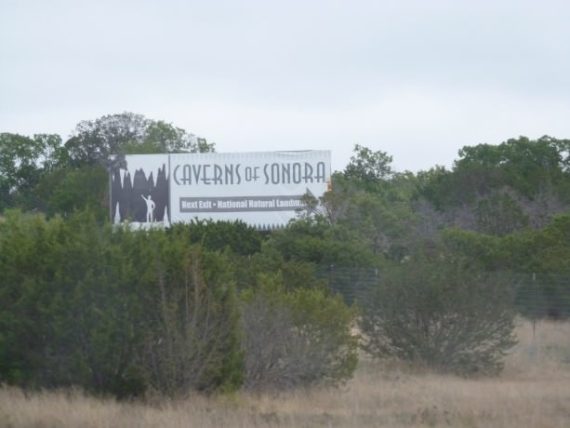 CAVERNS OF SONORA
Next Exit • National Natural